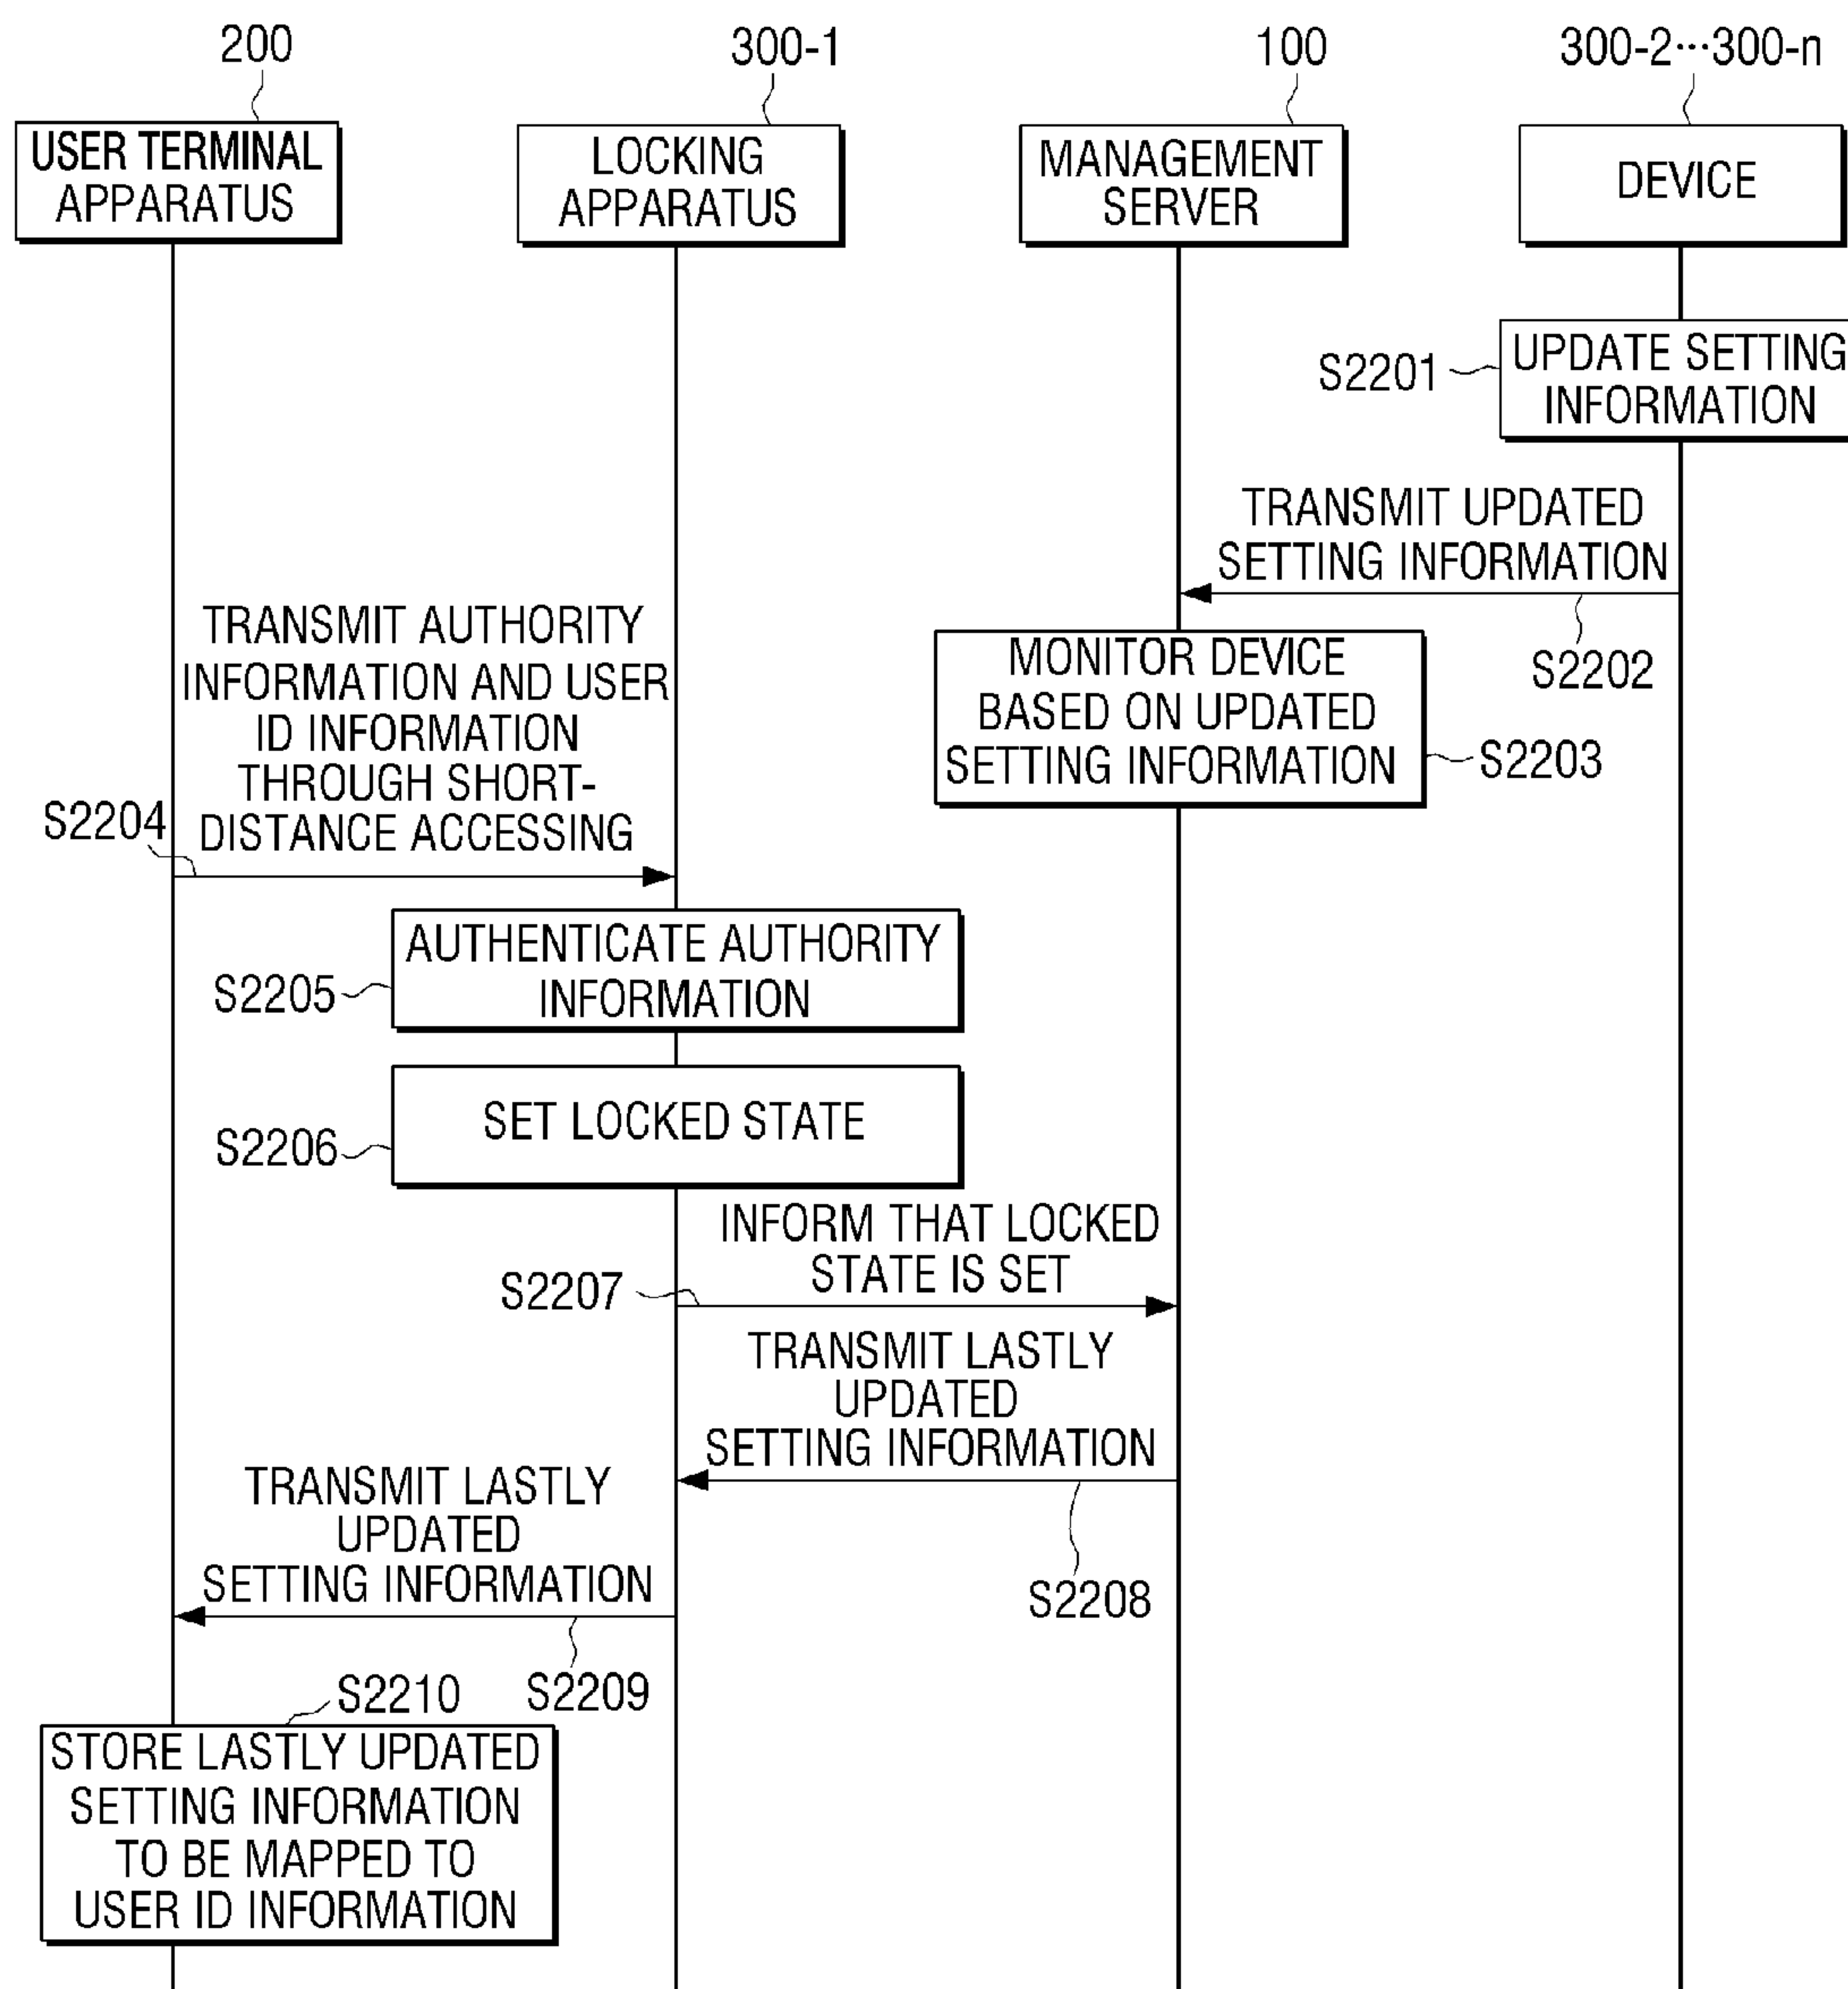 200
300-1
100
300-2···300-n
USER TERMINAL
APPARATUS
LOCKING
APPARATUS
MANAGEMENT
SERVER
DEVICE
S2201
UPDATE SETTING
INFORMATION
TRANSMIT UPDATED
SETTING INFORMATION
S2202
MONITOR DEVICE
BASED ON UPDATED
SETTING INFORMATION
S2203
TRANSMIT AUTHORITY
INFORMATION AND USER
ID INFORMATION
THROUGH SHORT-
DISTANCE ACCESSING
S2204
AUTHENTICATE AUTHORITY
INFORMATION
S2205
SET LOCKED STATE
S2206
INFORM THAT LOCKED
STATE IS SET
S2207
TRANSMIT LASTLY
UPDATED
SETTING INFORMATION
S2208
TRANSMIT LASTLY
UPDATED
SETTING INFORMATION
S2209
S2210
STORE LASTLY UPDATED
SETTING INFORMATION
TO BE MAPPED TO
USER ID INFORMATION